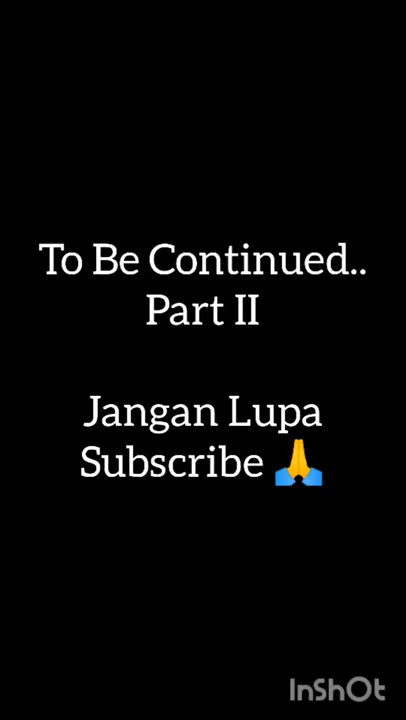 To Be Continued..
Part II
Jangan Lupa
Subscribe 🙏
InShOt